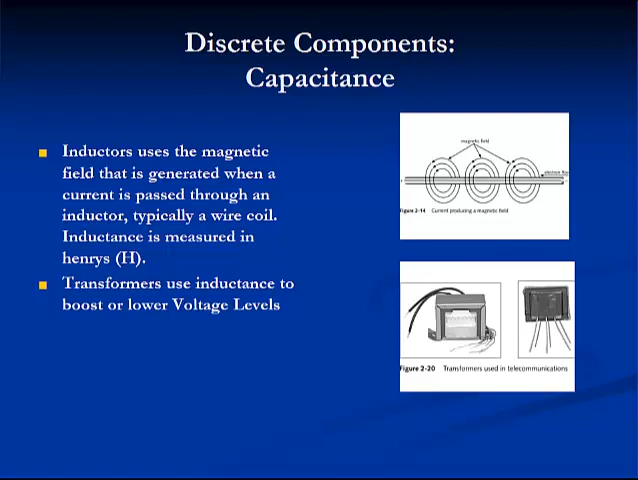 Discrete Components:
Capacitance
Inductors uses the magnetic
field that is generated when a
current is passed through an
inductor, typically a wire coil.
Inductance is measured in
henrys (H).
Transformers use inductance to
boost or lower Voltage Levels
magnetic field
electron flow
Figure 2-14 Current producing a magnetic field
Figure 2-20 Transformers used in telecommunications